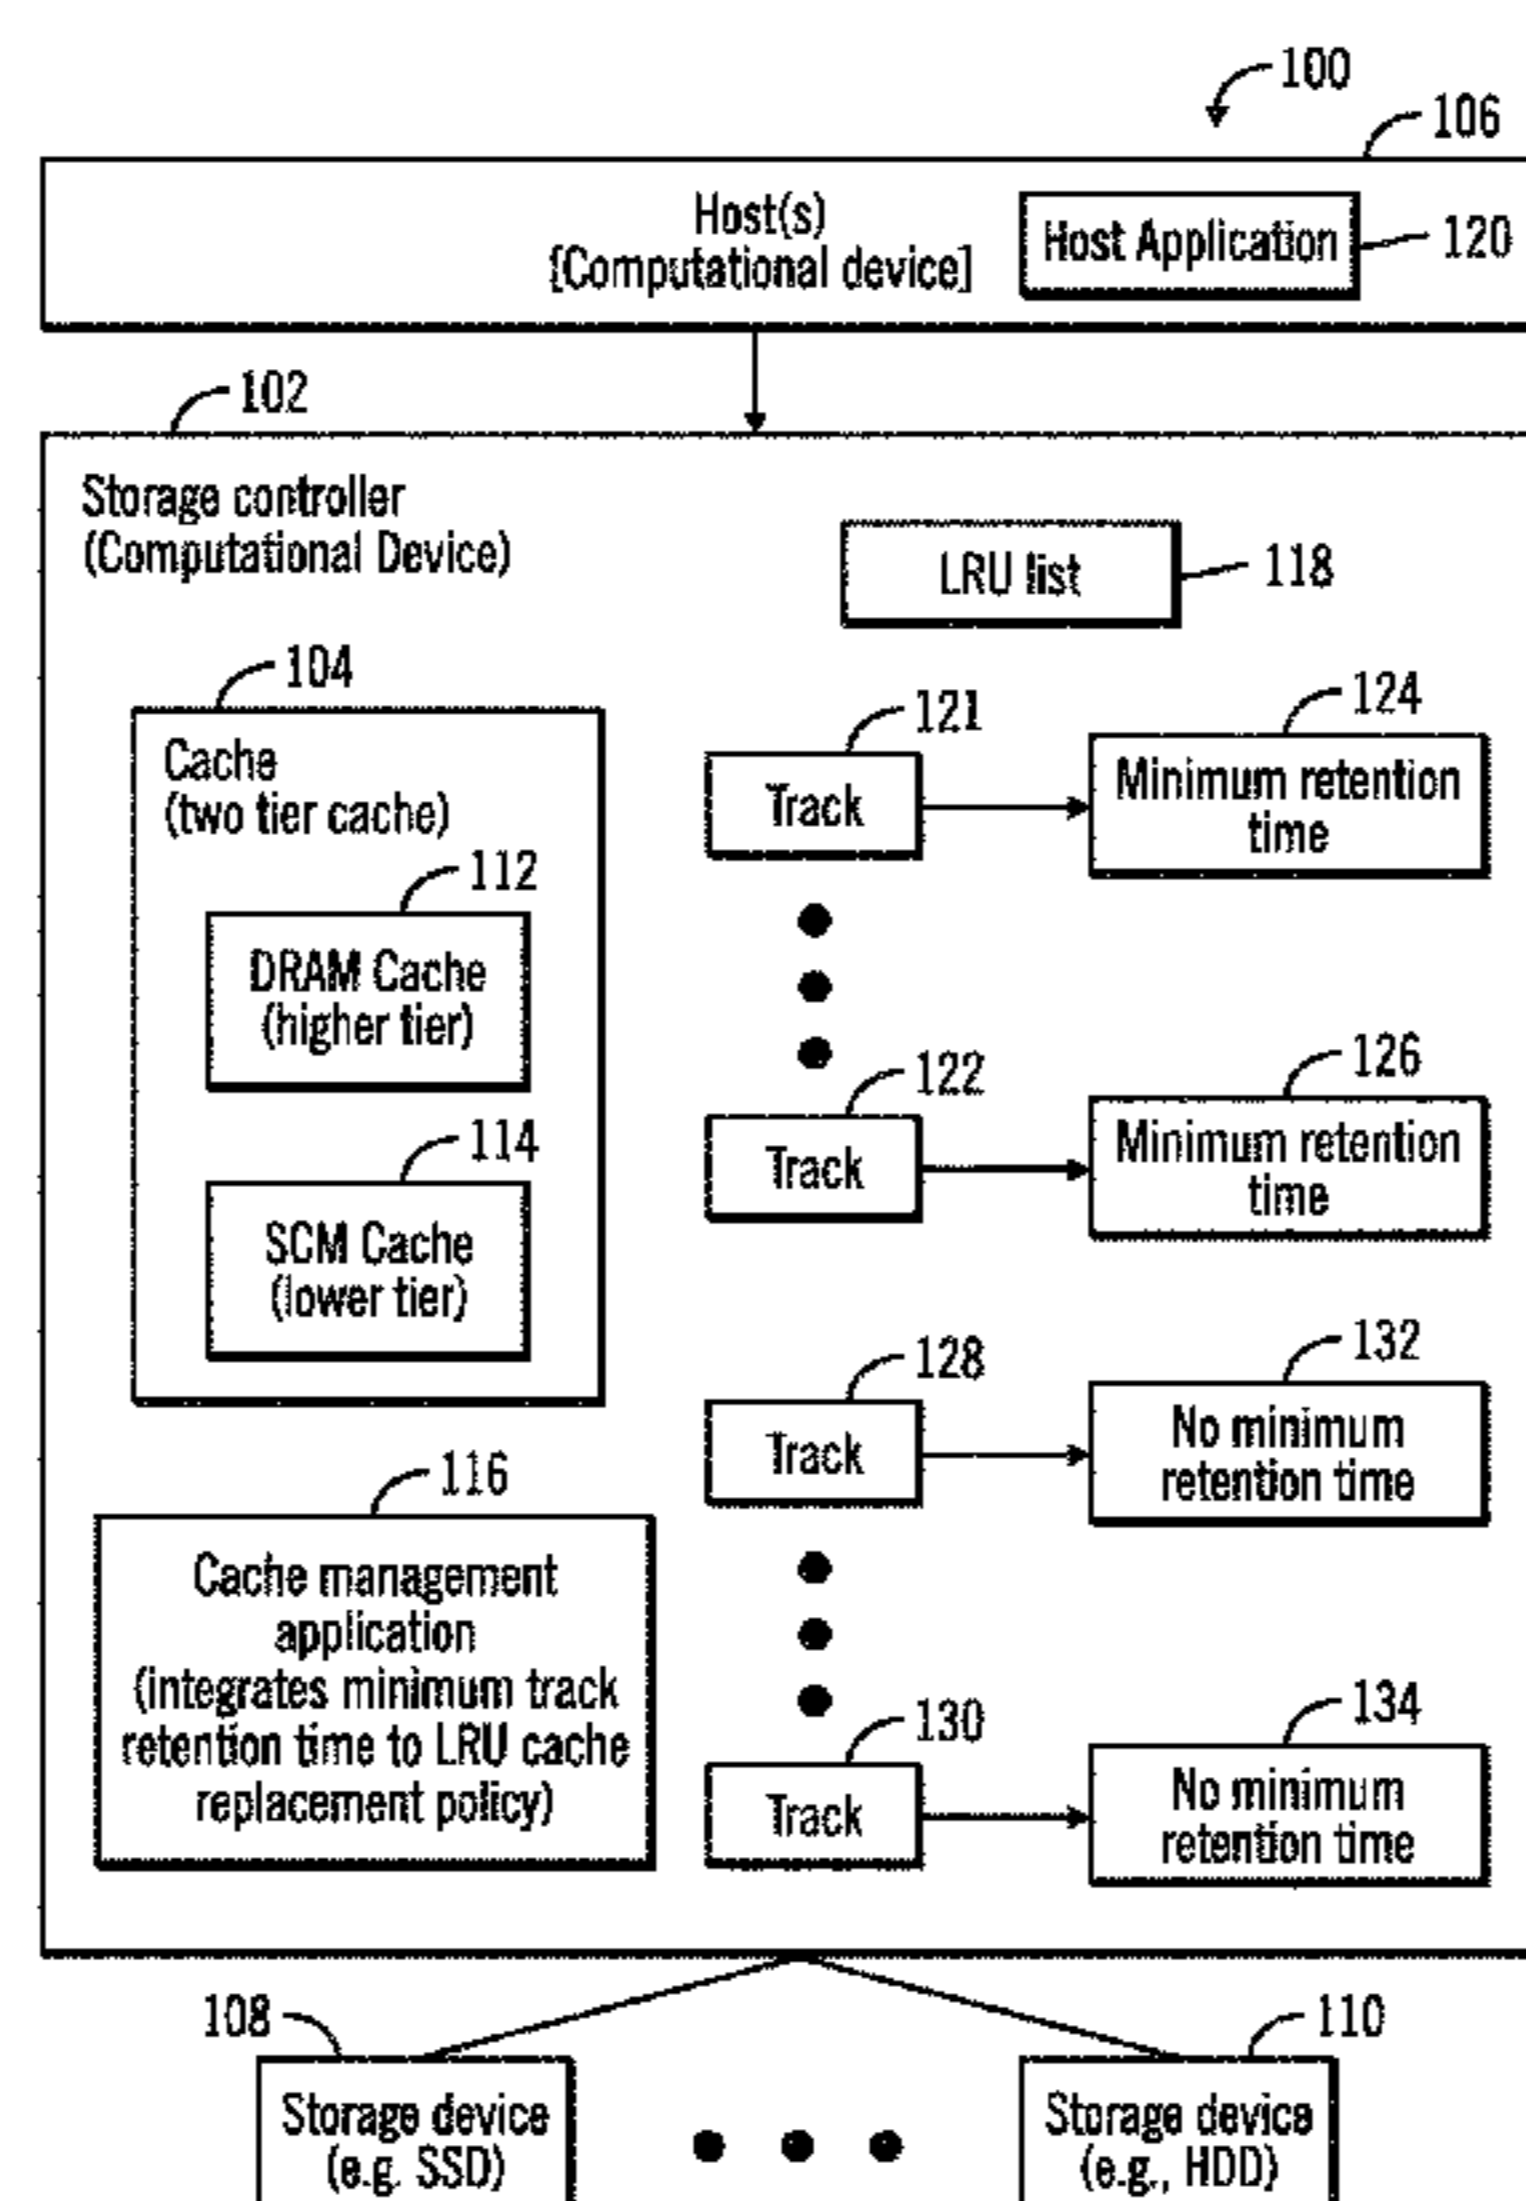 100
106
Host(s)
[Computational device]
Host Application
120
102
Storage controller
(Computational Device)
LRU list
118
104
Cache
(two tier cache)
112
DRAM Cache
(higher tier)
114
SCM Cache
(lower tier)
116
Cache management
application
(integrates minimum track
retention time to LRU cache
replacement policy)
121
Track
124
Minimum retention
time
122
Track
126
Minimum retention
time
128
Track
132
No minimum
retention time
130
Track
134
No minimum
retention time
108
Storage device
(e.g. SSD)
110
Storage device
(e.g., HDD)